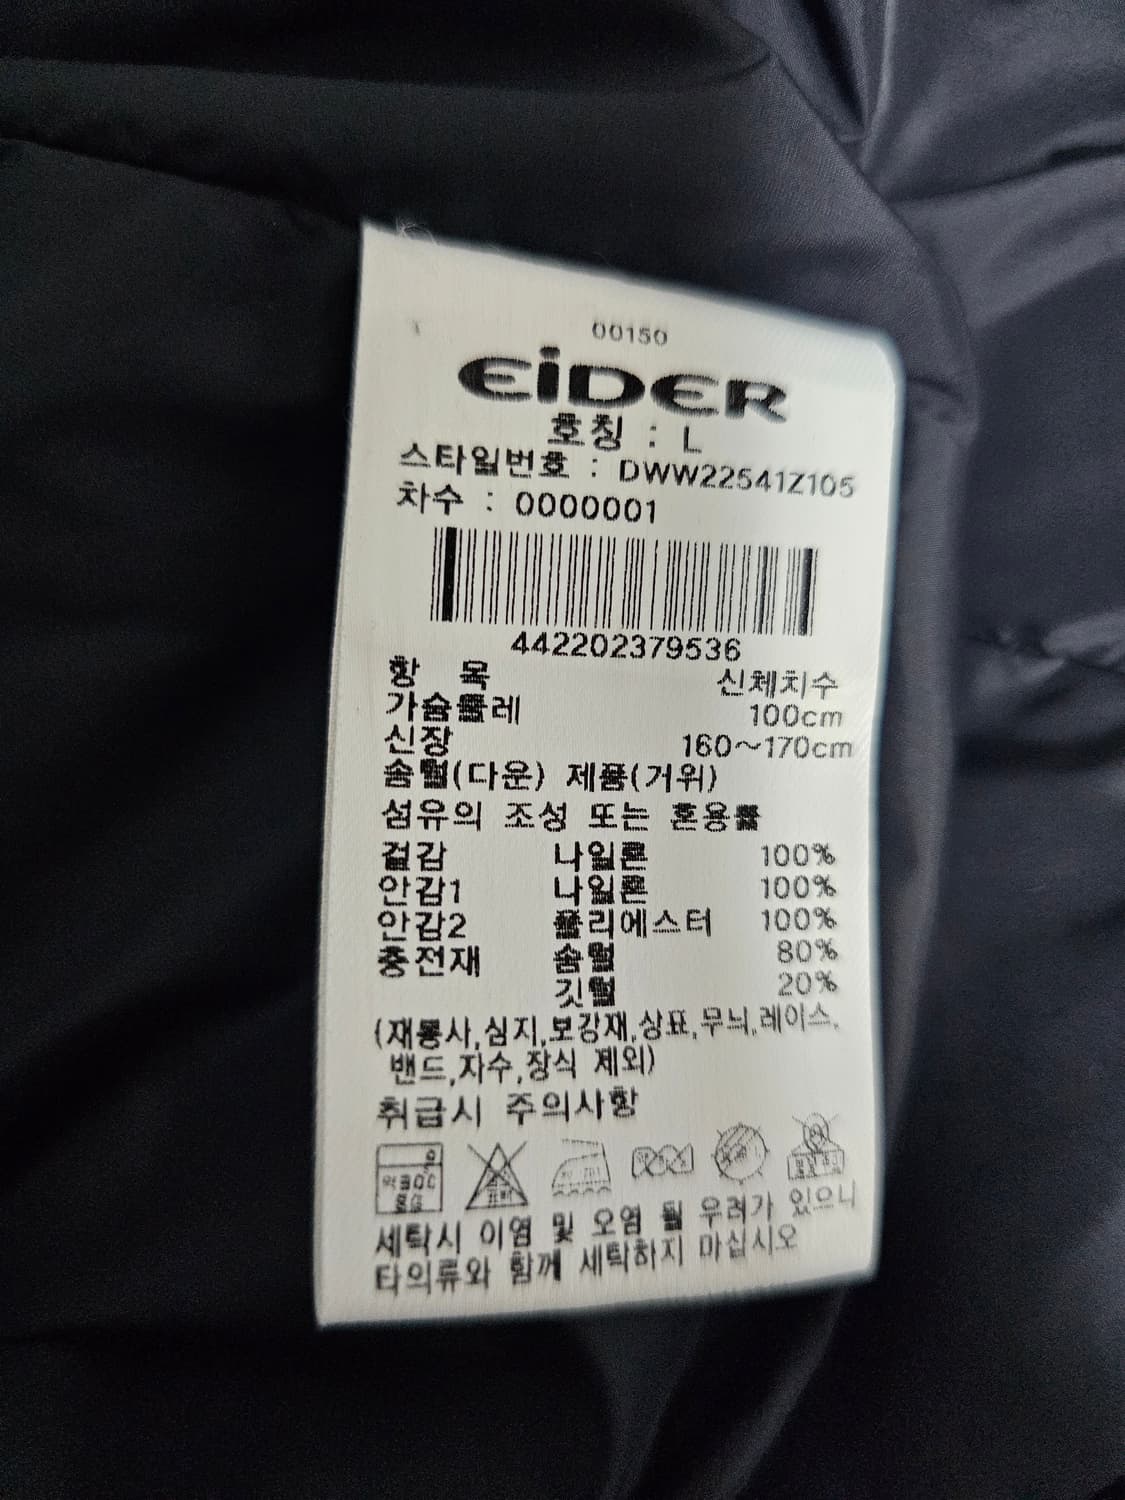 00150
EiDER
호칭 : L
스타일번호 : DWW22541Z105
차수 : 0000001
442202379536
항 목 신체치수
가슴둘레 100cm
신장 160~170cm
솜털(다운) 제품(거위)
섬유의 조성 또는 혼용률
겉감 나일론 100%
안감1 나일론 100%
안감2 폴리에스터 100%
충전재 솜털 80%
깃털 20%
(재봉사,심지,보강재,상표,무늬,레이스,
밴드,자수,장식 제외)
취급시 주의사항
약30℃
세탁시 이염 및 오염 될 우려가 있으니
타의류와 함께 세탁하지 마십시오